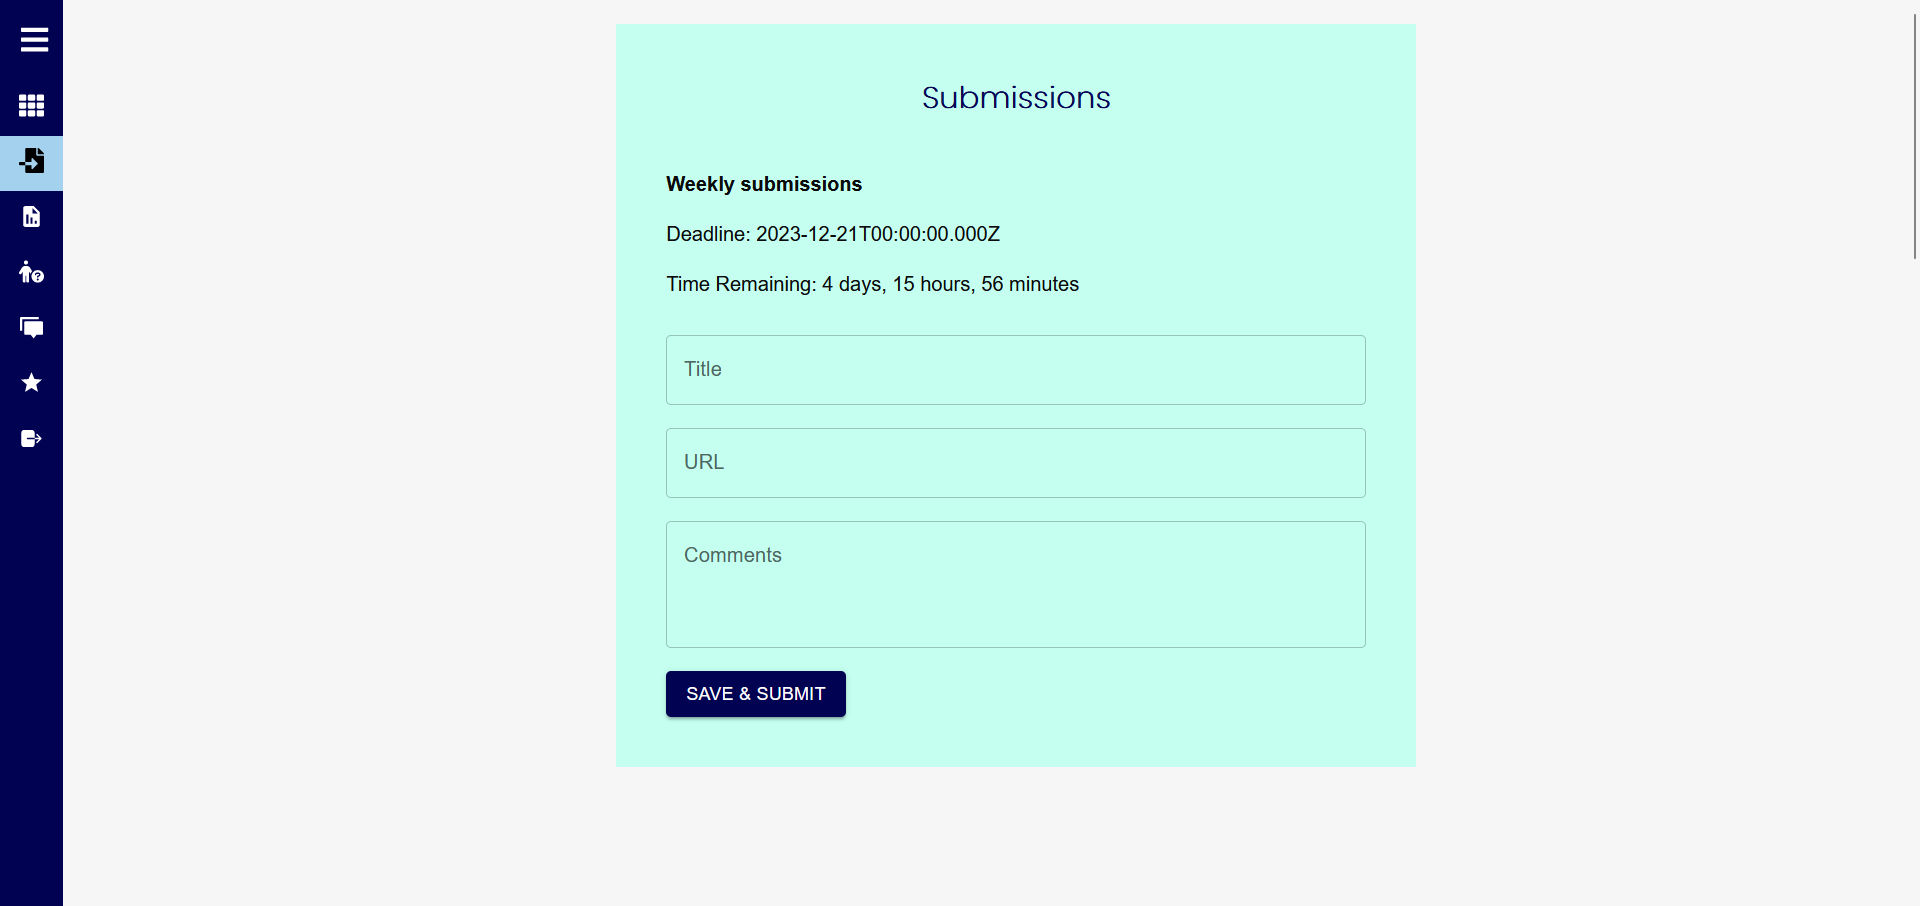 Submissions
Weekly submissions
Deadline: 2023-12-21T00:00:00.000Z
Time Remaining: 4 days, 15 hours, 56 minutes
Title
URL
Comments
SAVE & SUBMIT